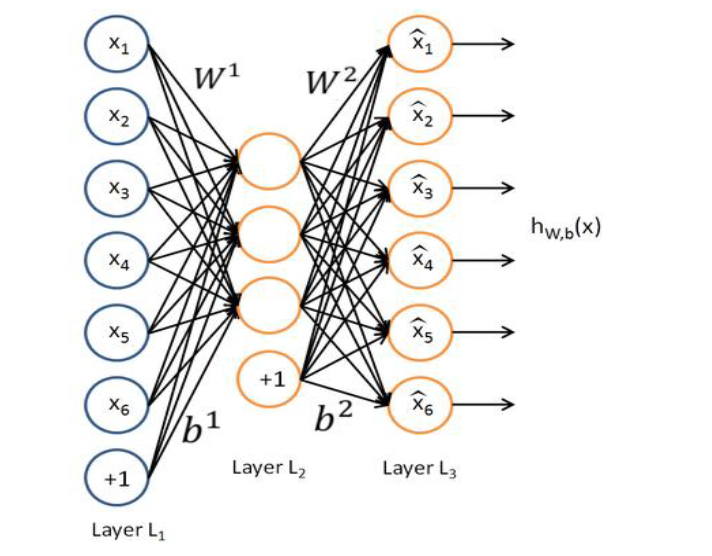 x₁
x₂
x₃
x₄
x₅
x₆
+1
Layer L₁
W¹
b¹
+1
Layer L₂
W²
b²
x̂₁
x̂₂
x̂₃
x̂₄
x̂₅
x̂₆
Layer L₃
h_W,b(x)